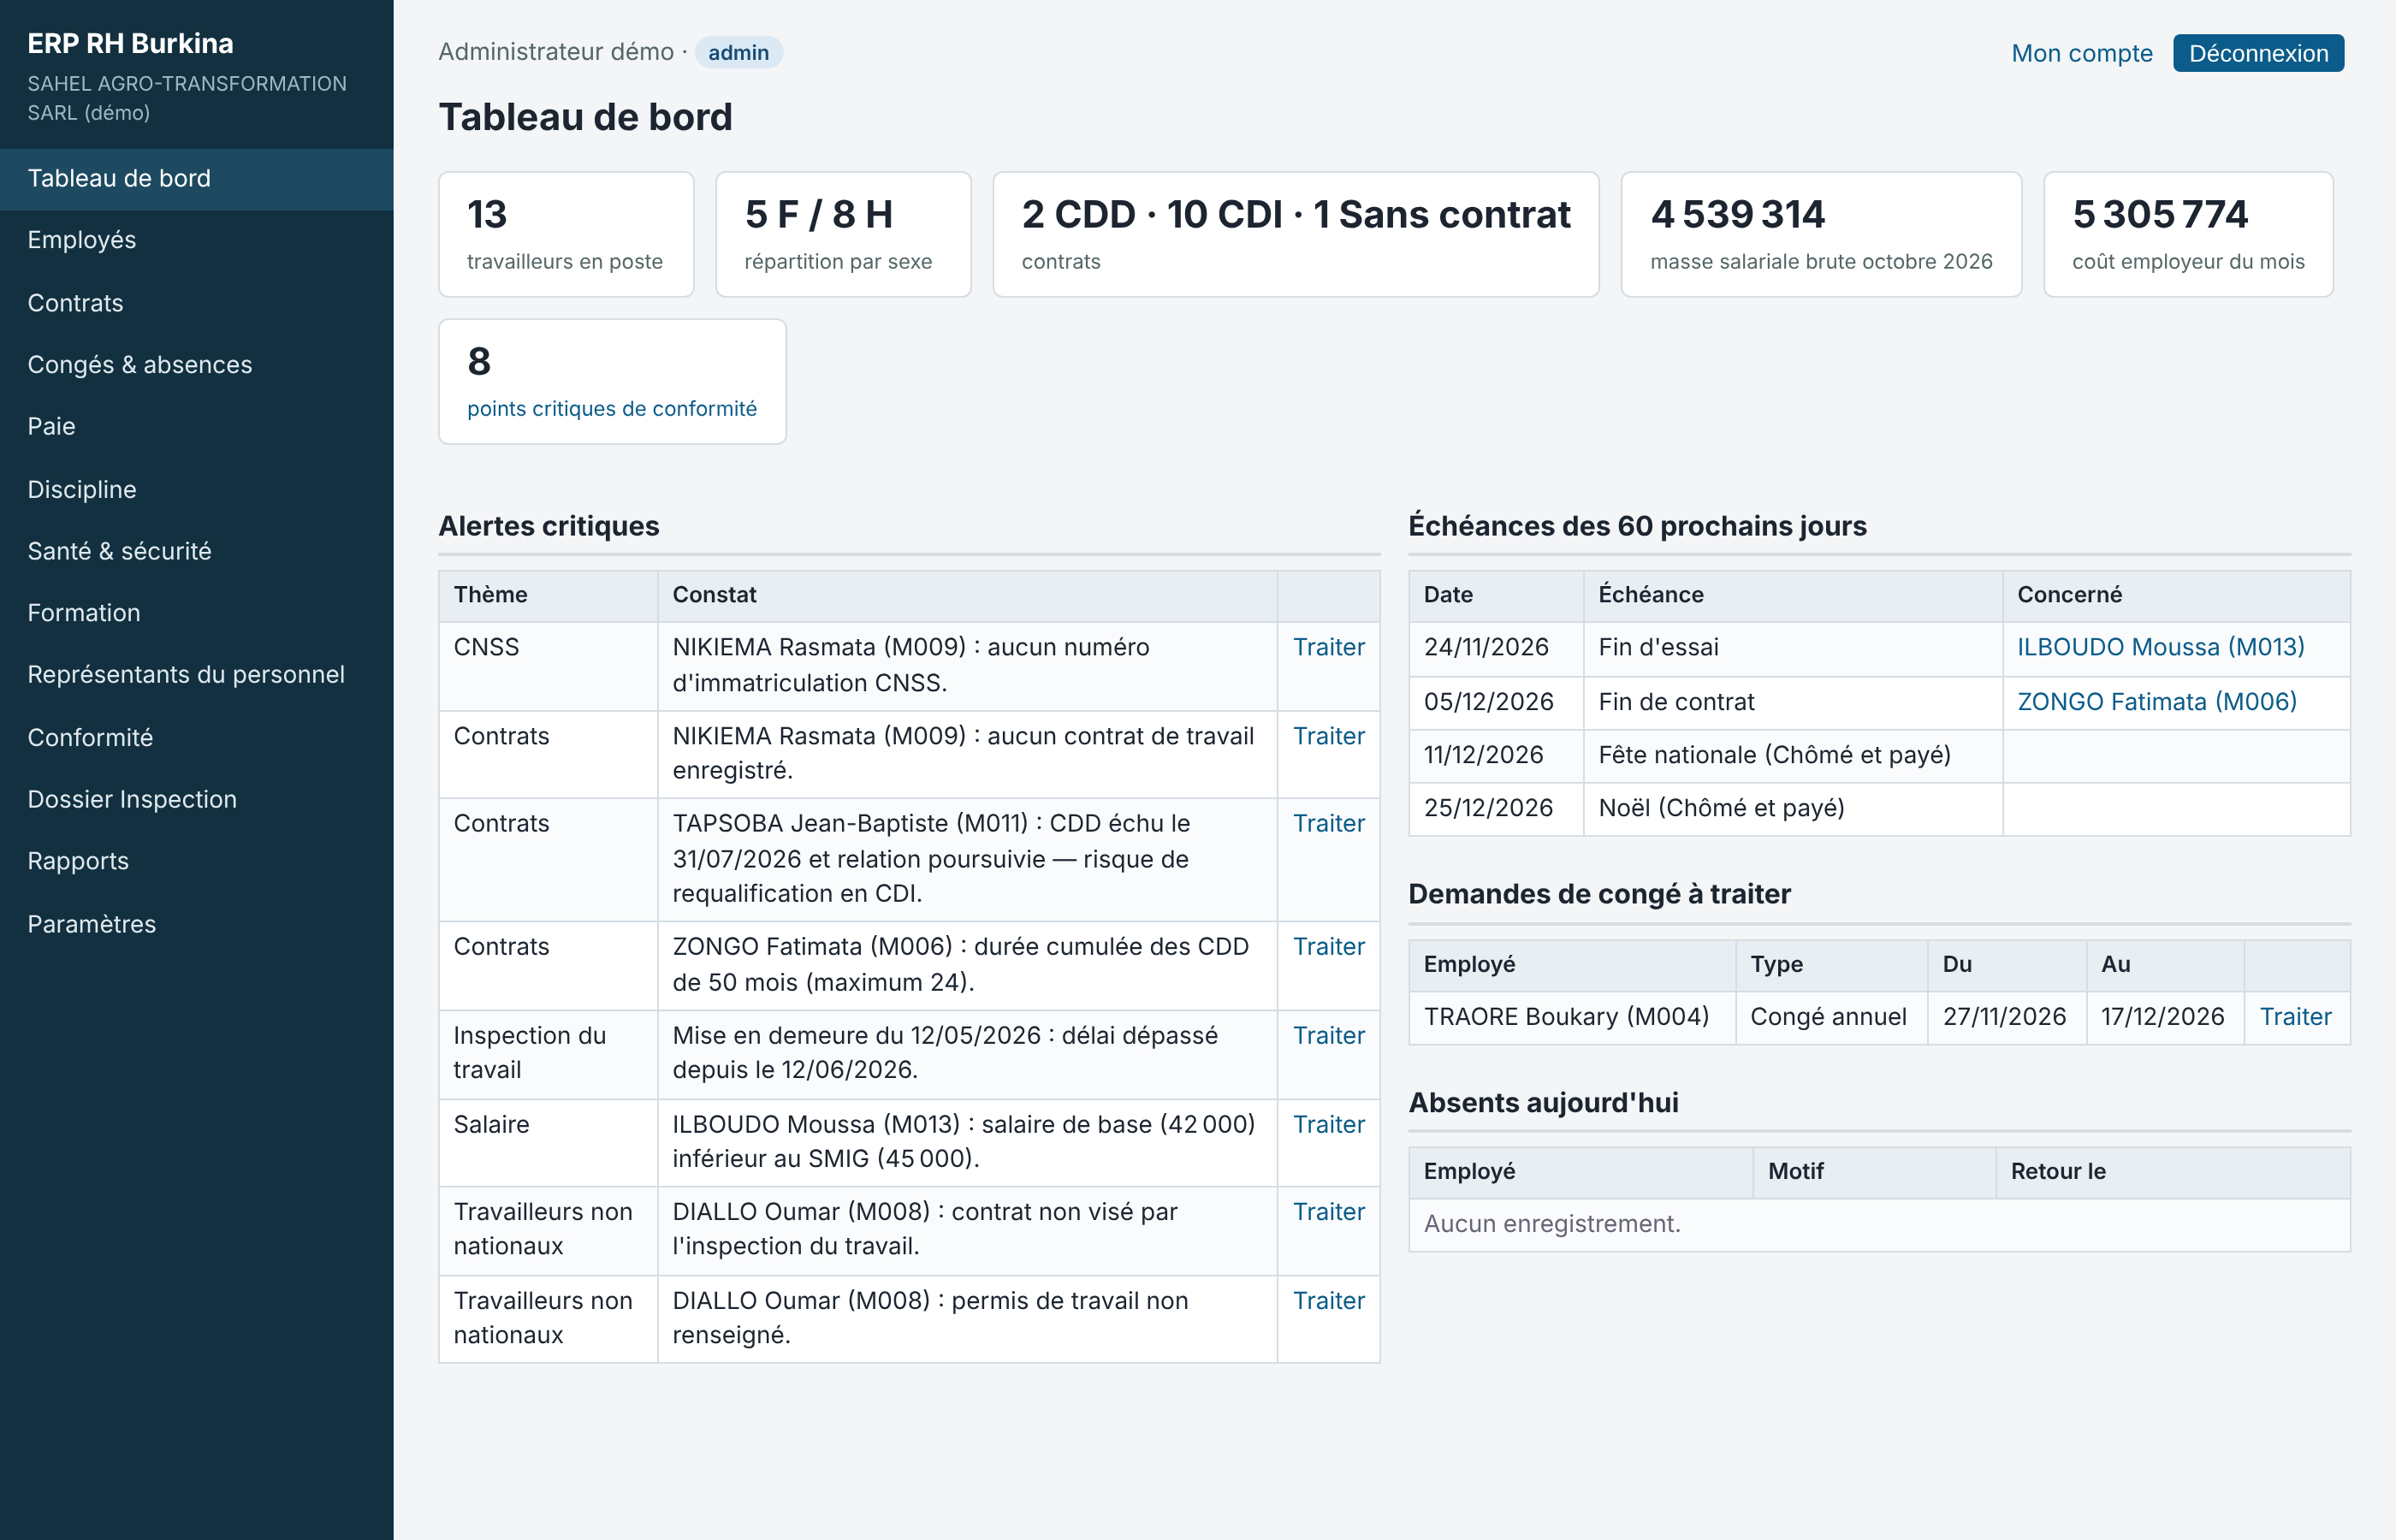 ERP RH Burkina
SAHEL AGRO-TRANSFORMATION
SARL (démo)
Tableau de bord
Employés
Contrats
Congés & absences
Paie
Discipline
Santé & sécurité
Formation
Représentants du personnel
Conformité
Dossier Inspection
Rapports
Paramètres
Administrateur démo · admin
Mon compte Déconnexion
Tableau de bord
13
travailleurs en poste
5 F / 8 H
répartition par sexe
2 CDD · 10 CDI · 1 Sans contrat
contrats
4 539 314
masse salariale brute octobre 2026
5 305 774
coût employeur du mois
8
points critiques de conformité
Alertes critiques
Thème Constat
CNSS NIKIEMA Rasmata (M009) : aucun numéro Traiter
d'immatriculation CNSS.
Contrats NIKIEMA Rasmata (M009) : aucun contrat de travail Traiter
enregistré.
Contrats TAPSOBA Jean-Baptiste (M011) : CDD échu le Traiter
31/07/2026 et relation poursuivie — risque de
requalification en CDI.
Contrats ZONGO Fatimata (M006) : durée cumulée des CDD Traiter
de 50 mois (maximum 24).
Inspection du Mise en demeure du 12/05/2026 : délai dépassé Traiter
travail depuis le 12/06/2026.
Salaire ILBOUDO Moussa (M013) : salaire de base (42 000) Traiter
inférieur au SMIG (45 000).
Travailleurs non DIALLO Oumar (M008) : contrat non visé par Traiter
nationaux l'inspection du travail.
Travailleurs non DIALLO Oumar (M008) : permis de travail non Traiter
nationaux renseigné.
Échéances des 60 prochains jours
Date Échéance Concerné
24/11/2026 Fin d'essai ILBOUDO Moussa (M013)
05/12/2026 Fin de contrat ZONGO Fatimata (M006)
11/12/2026 Fête nationale (Chômé et payé)
25/12/2026 Noël (Chômé et payé)
Demandes de congé à traiter
Employé Type Du Au
TRAORE Boukary (M004) Congé annuel 27/11/2026 17/12/2026 Traiter
Absents aujourd'hui
Employé Motif Retour le
Aucun enregistrement.